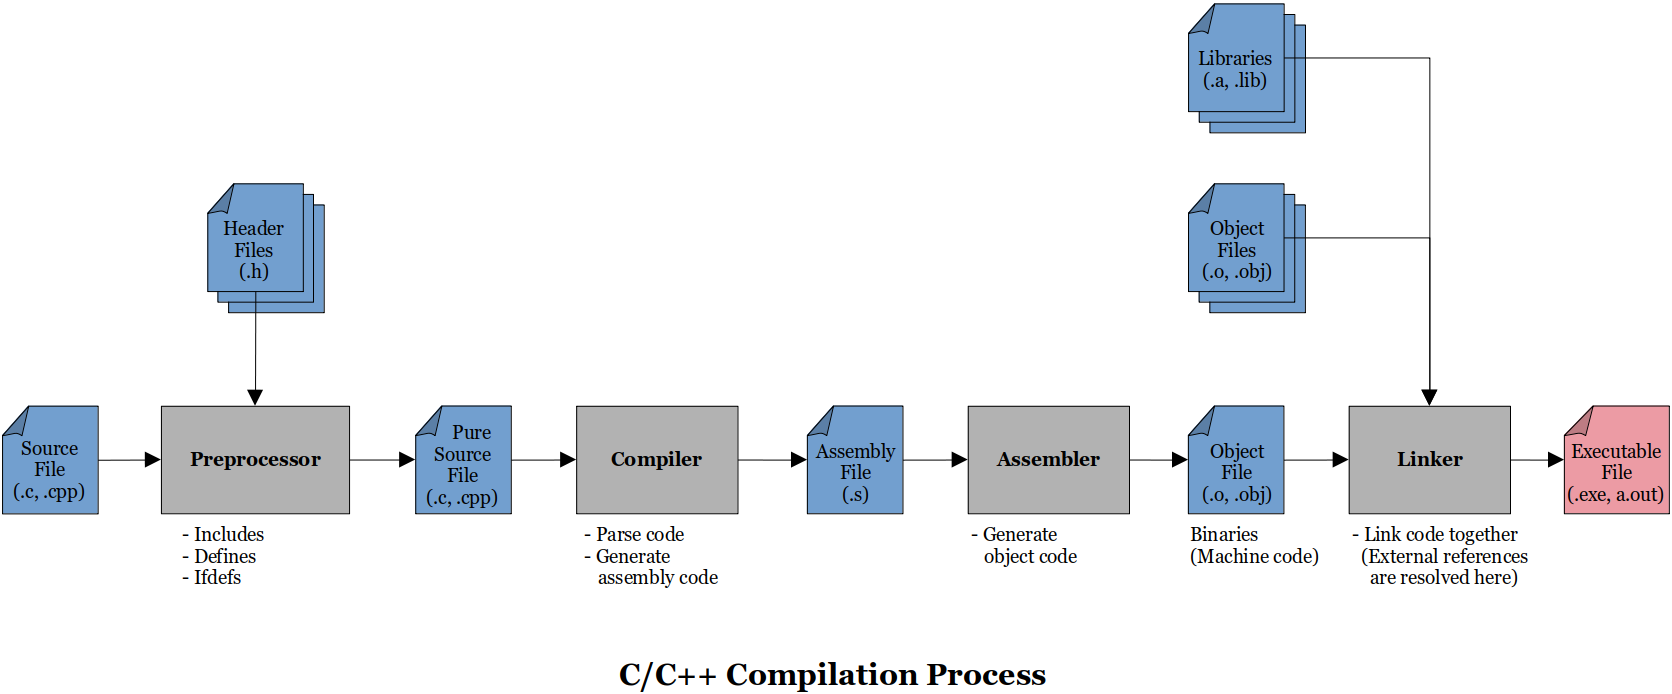 Libraries
(.a, .lib)
Header
Files
(.h)
Object
Files
(.o, .obj)
Source
File
(.c, .cpp)
Preprocessor
Pure
Source
File
(.c, .cpp)
Compiler
Assembly
File
(.s)
Assembler
Object
File
(.o, .obj)
Linker
Executable
File
(.exe, a.out)
- Includes
- Defines
- Ifdefs
- Parse code
- Generate
assembly code
- Generate
object code
Binaries
(Machine code)
- Link code together
(External references
are resolved here)
C/C++ Compilation Process